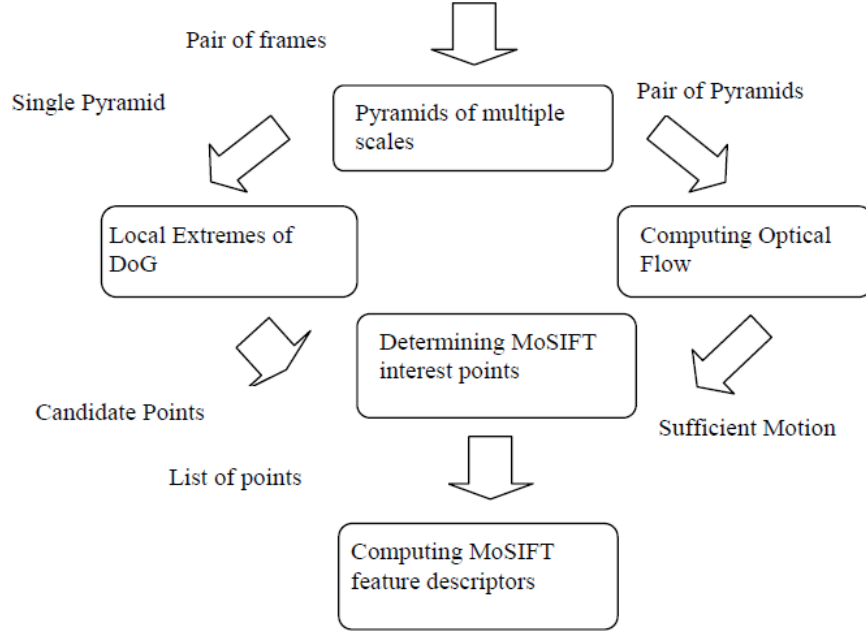 Pair of frames
Single Pyramid
Pair of Pyramids
Pyramids of multiple
scales
Local Extremes of
DoG
Computing Optical
Flow
Determining MoSIFT
interest points
Candidate Points
Sufficient Motion
List of points
Computing MoSIFT
feature descriptors